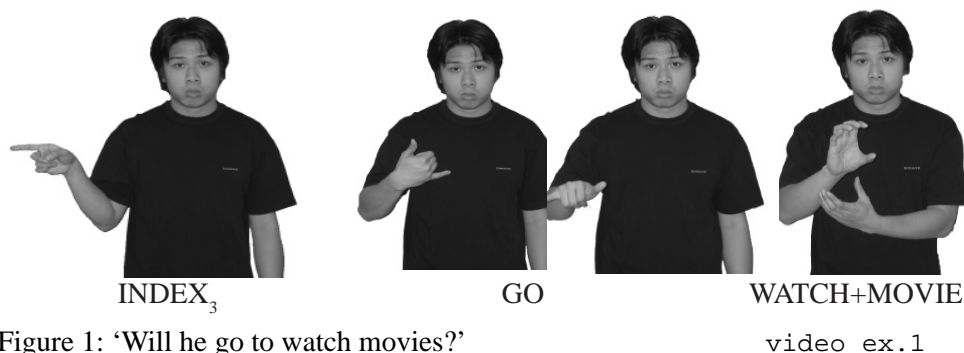 INDEX₃ GO WATCH+MOVIE
Figure 1: ‘Will he go to watch movies?’ video ex.1